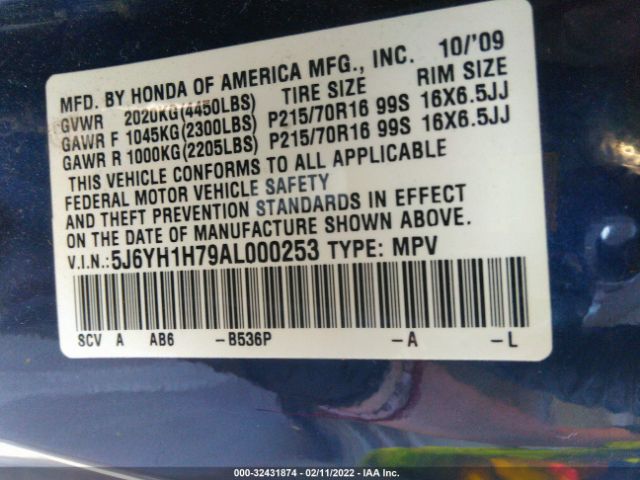 MFD. BY HONDA OF AMERICA MFG., INC. 10/'09
GVWR 2020KG(4450LBS) TIRE SIZE RIM SIZE
GAWR F 1045KG(2300LBS) P215/70R16 99S 16X6.5JJ
GAWR R 1000KG(2205LBS) P215/70R16 99S 16X6.5JJ
THIS VEHICLE CONFORMS TO ALL APPLICABLE
FEDERAL MOTOR VEHICLE SAFETY
AND THEFT PREVENTION STANDARDS IN EFFECT
ON THE DATE OF MANUFACTURE SHOWN ABOVE.
V.I.N.:5J6YH1H79AL000253 TYPE: MPV
SCV A AB6 -B536P -A -L
000-32431874 - 02/11/2022 - IAA Inc.